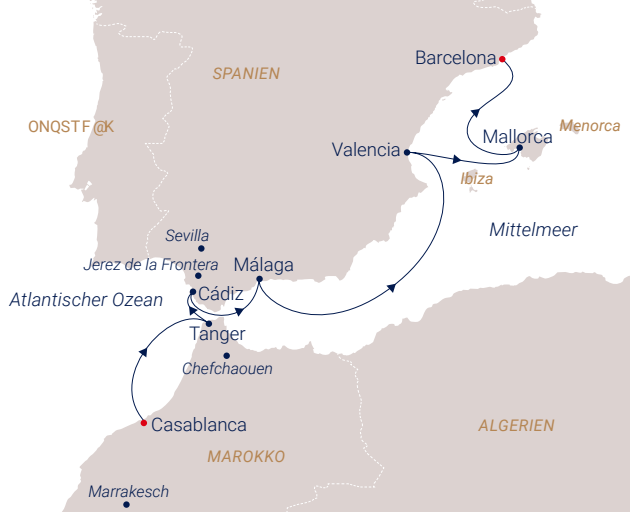 Barcelona
SPANIEN
ONQSTF@K
Menorca
Mallorca
Valencia
Ibiza
Mittelmeer
Sevilla
Jerez de la Frontera
Málaga
Cádiz
Atlantischer Ozean
Tanger
Chefchaouen
Casablanca
ALGERIEN
MAROKKO
Marrakesch